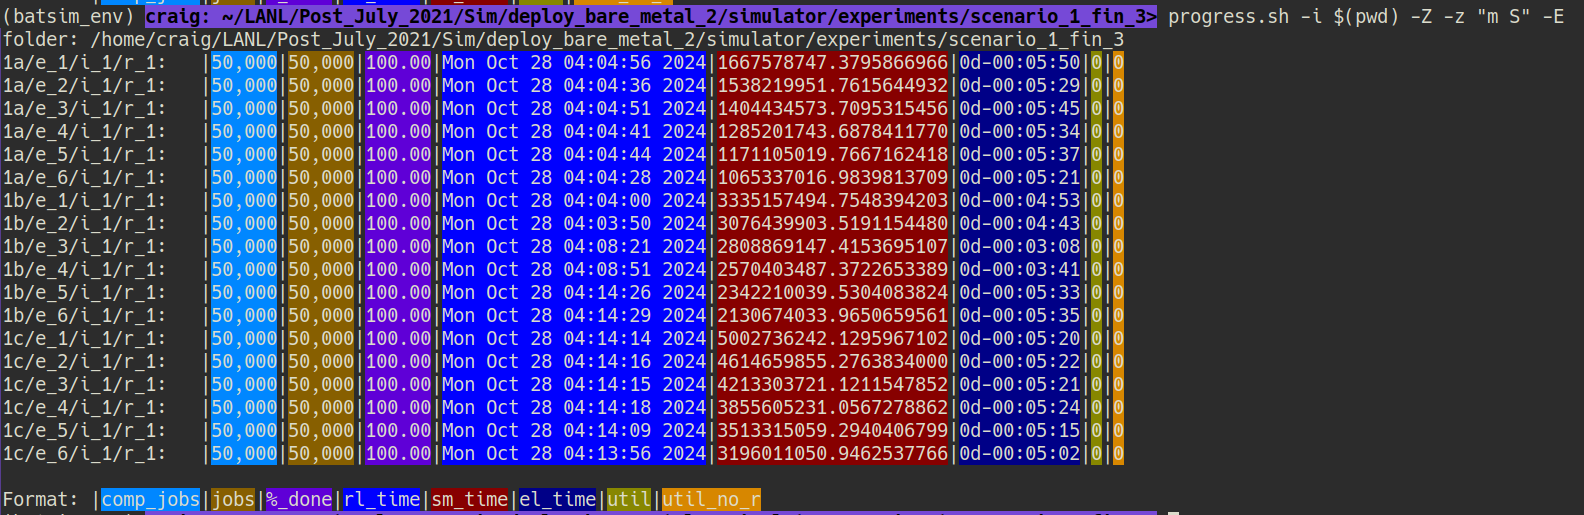 (batsim_env) craig: ~/LANL/Post_July_2021/Sim/deploy_bare_metal_2/simulator/experiments/scenario_1_fin_3> progress.sh -i $(pwd) -Z -z "m S" -E
folder: /home/craig/LANL/Post_July_2021/Sim/deploy_bare_metal_2/simulator/experiments/scenario_1_fin_3
1a/e_1/i_1/r_1: |50,000|50,000|100.00|Mon Oct 28 04:04:56 2024|1667578747.3795866966|0d-00:05:50|0|0
1a/e_2/i_1/r_1: |50,000|50,000|100.00|Mon Oct 28 04:04:36 2024|1538219951.7615644932|0d-00:05:29|0|0
1a/e_3/i_1/r_1: |50,000|50,000|100.00|Mon Oct 28 04:04:51 2024|1404434573.7095315456|0d-00:05:45|0|0
1a/e_4/i_1/r_1: |50,000|50,000|100.00|Mon Oct 28 04:04:41 2024|1285201743.6878411770|0d-00:05:34|0|0
1a/e_5/i_1/r_1: |50,000|50,000|100.00|Mon Oct 28 04:04:44 2024|1171105019.7667162418|0d-00:05:37|0|0
1a/e_6/i_1/r_1: |50,000|50,000|100.00|Mon Oct 28 04:04:28 2024|1065337016.9839813709|0d-00:05:21|0|0
1b/e_1/i_1/r_1: |50,000|50,000|100.00|Mon Oct 28 04:04:00 2024|3335157494.7548394203|0d-00:04:53|0|0
1b/e_2/i_1/r_1: |50,000|50,000|100.00|Mon Oct 28 04:03:50 2024|3076439903.5191154480|0d-00:04:43|0|0
1b/e_3/i_1/r_1: |50,000|50,000|100.00|Mon Oct 28 04:08:21 2024|2808869147.4153695107|0d-00:03:08|0|0
1b/e_4/i_1/r_1: |50,000|50,000|100.00|Mon Oct 28 04:08:51 2024|2570403487.3722653389|0d-00:03:41|0|0
1b/e_5/i_1/r_1: |50,000|50,000|100.00|Mon Oct 28 04:14:26 2024|2342210039.5304083824|0d-00:05:33|0|0
1b/e_6/i_1/r_1: |50,000|50,000|100.00|Mon Oct 28 04:14:29 2024|2130674033.9650659561|0d-00:05:35|0|0
1c/e_1/i_1/r_1: |50,000|50,000|100.00|Mon Oct 28 04:14:14 2024|5002736242.1295967102|0d-00:05:20|0|0
1c/e_2/i_1/r_1: |50,000|50,000|100.00|Mon Oct 28 04:14:16 2024|4614659855.2763834000|0d-00:05:22|0|0
1c/e_3/i_1/r_1: |50,000|50,000|100.00|Mon Oct 28 04:14:15 2024|4213303721.1211547852|0d-00:05:21|0|0
1c/e_4/i_1/r_1: |50,000|50,000|100.00|Mon Oct 28 04:14:18 2024|3855605231.0567278862|0d-00:05:24|0|0
1c/e_5/i_1/r_1: |50,000|50,000|100.00|Mon Oct 28 04:14:09 2024|3513315059.2940406799|0d-00:05:15|0|0
1c/e_6/i_1/r_1: |50,000|50,000|100.00|Mon Oct 28 04:13:56 2024|3196011050.9462537766|0d-00:05:02|0|0
Format: |comp_jobs|jobs|%_done|rl_time|sm_time|el_time|util|util_no_r